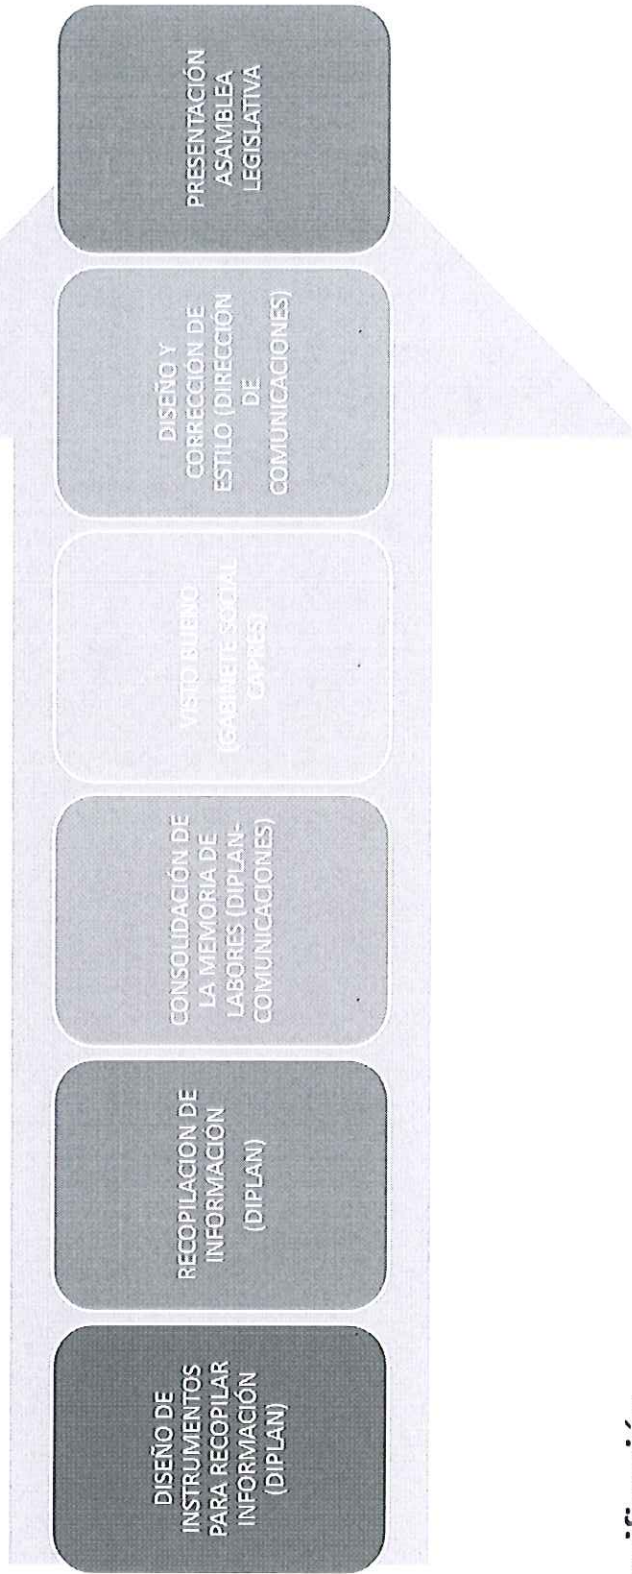 DISEÑO DE
INSTRUMENTOS
PARA RECOPILAR
INFORMACIÓN
(DIPLAN)
RECOPILACION DE
INFORMACIÓN
(DIPLAN)
CONSOLIDACIÓN DE
LA MEMORIA DE
LABORES (DIPLAN-
COMUNICACIONES)
VISTO BUENO
(GABINETE SOCIAL
CAPRES)
DISEÑO Y
CORRECCIÓN DE
ESTILO (DIRECCIÓN
DE
COMUNICACIONES)
PRESENTACIÓN
ASAMBLEA
LEGISLATIVA